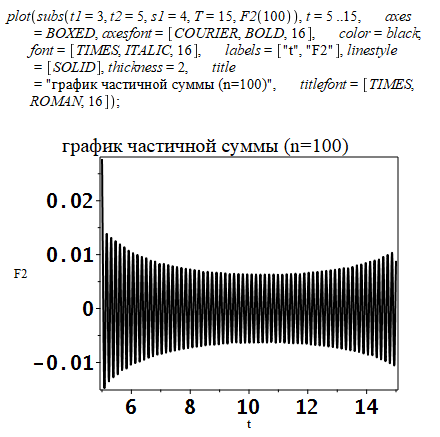 plot(subs(t1 = 3, t2 = 5, s1 = 4, T = 15, F2(100)), t = 5 ..15, axes
= BOXED, axesfont = [COURIER, BOLD, 16], color = black,
font = [TIMES, ITALIC, 16], labels = ["t", "F2"], linestyle
= [SOLID], thickness = 2, title
= "график частичной суммы (n=100)", titlefont = [TIMES,
ROMAN, 16]);
график частичной суммы (n=100)
0.02
0.01
F2
0
-0.01
6 8 10 12 14
t